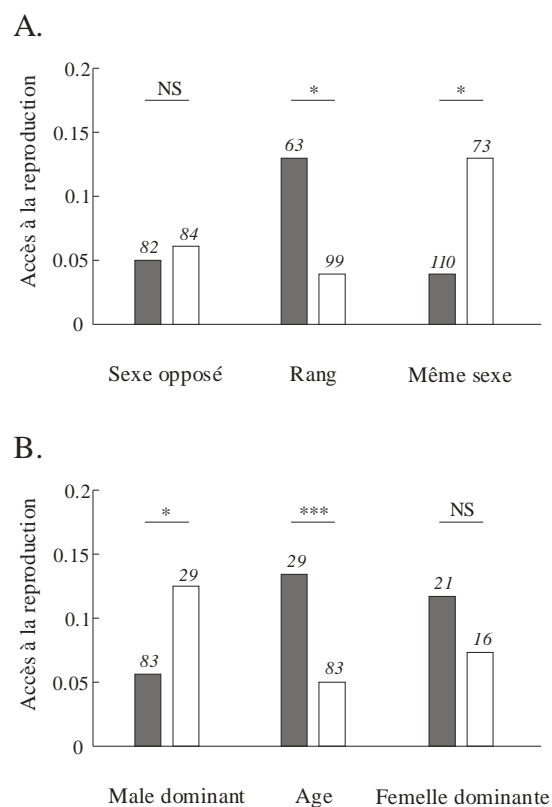 A.
0.2
NS * *
0.15
63 73
0.1
82 84
0.05
99 110
0
Accès à la reproduction
Sexe opposé Rang Même sexe
B.
0.2
* *** NS
0.15
29 29
21
0.1
83 83 16
0.05
0
Accès à la reproduction
Male dominant Age Femelle dominante